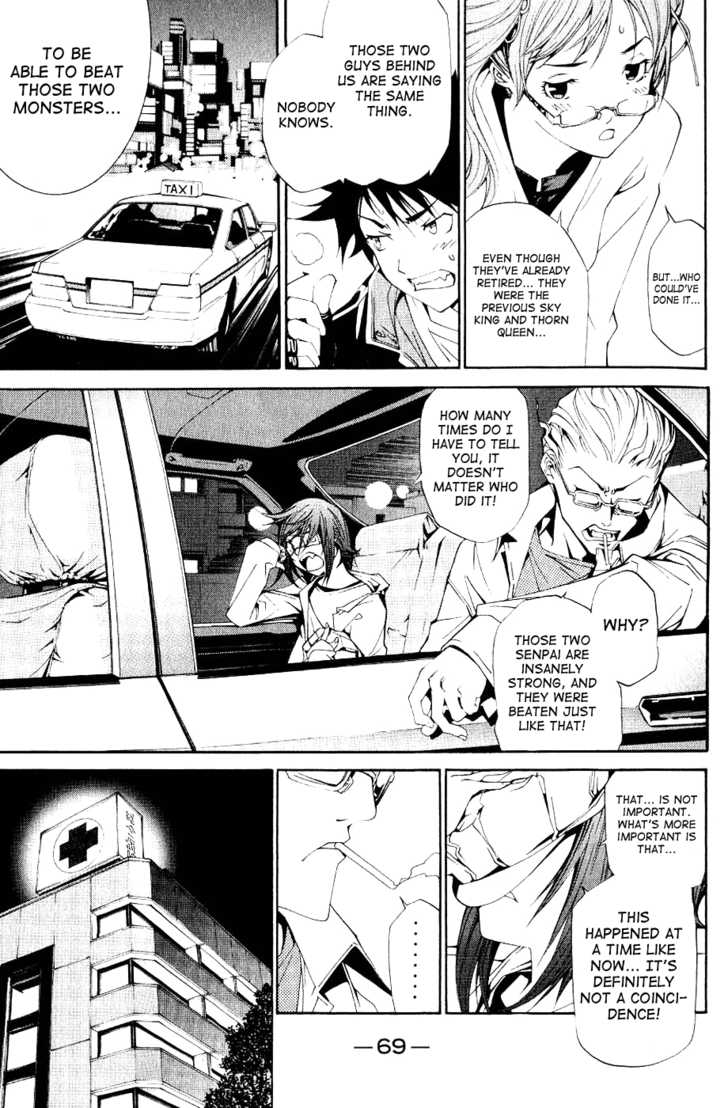 BUT...WHO
COULD'VE
DONE IT...
EVEN THOUGH
THEY'VE ALREADY
RETIRED... THEY
WERE THE
PREVIOUS SKY
KING AND THORN
QUEEN...
THOSE TWO
GUYS BEHIND
US ARE SAYING
THE SAME
THING.
NOBODY
KNOWS.
TO BE
ABLE TO BEAT
THOSE TWO
MONSTERS...
TAXI
HOW MANY
TIMES DO I
HAVE TO TELL
YOU, IT
DOESN'T
MATTER WHO
DID IT!
WHY?
THOSE TWO
SENPAI ARE
INSANELY
STRONG, AND
THEY WERE
BEATEN JUST
LIKE THAT!
THAT... IS NOT
IMPORTANT.
WHAT'S MORE
IMPORTANT IS
THAT...
THIS
HAPPENED AT
A TIME LIKE
NOW... IT'S
DEFINITELY
NOT A COINCI-
DENCE!
......
—69—